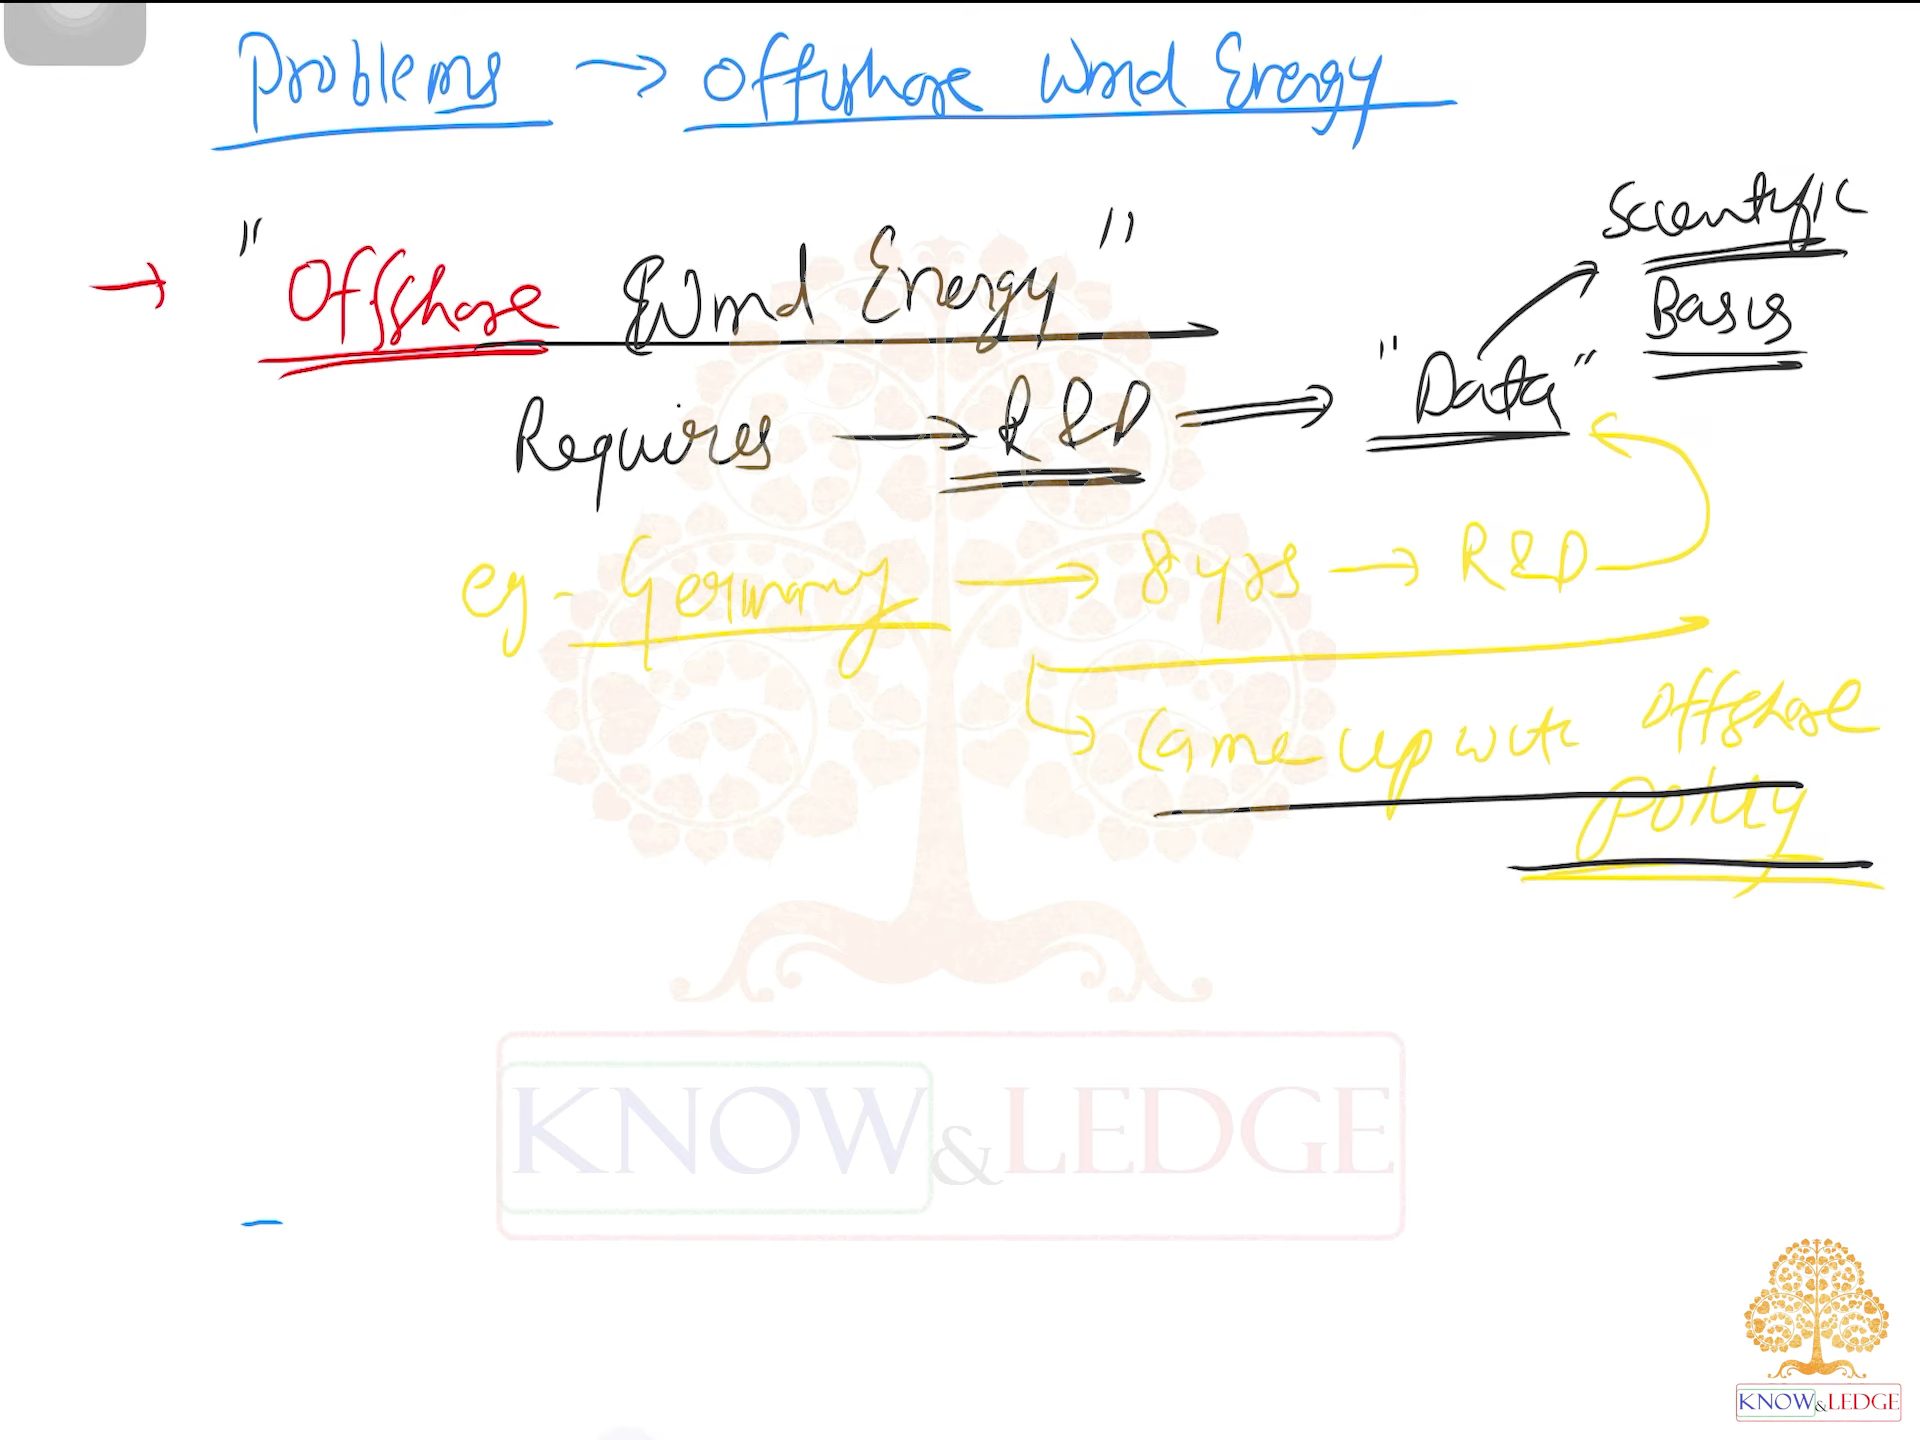 Problems → Offshore Wind Energy
→ "Offshore Wind Energy"
Scientific
Basis
Requires → R&D ⇒ "Data"
eg - Germany → 8 yrs → R&D
↳ Came up with offshore
policy
KNOW&LEDGE
KNOW&LEDGE